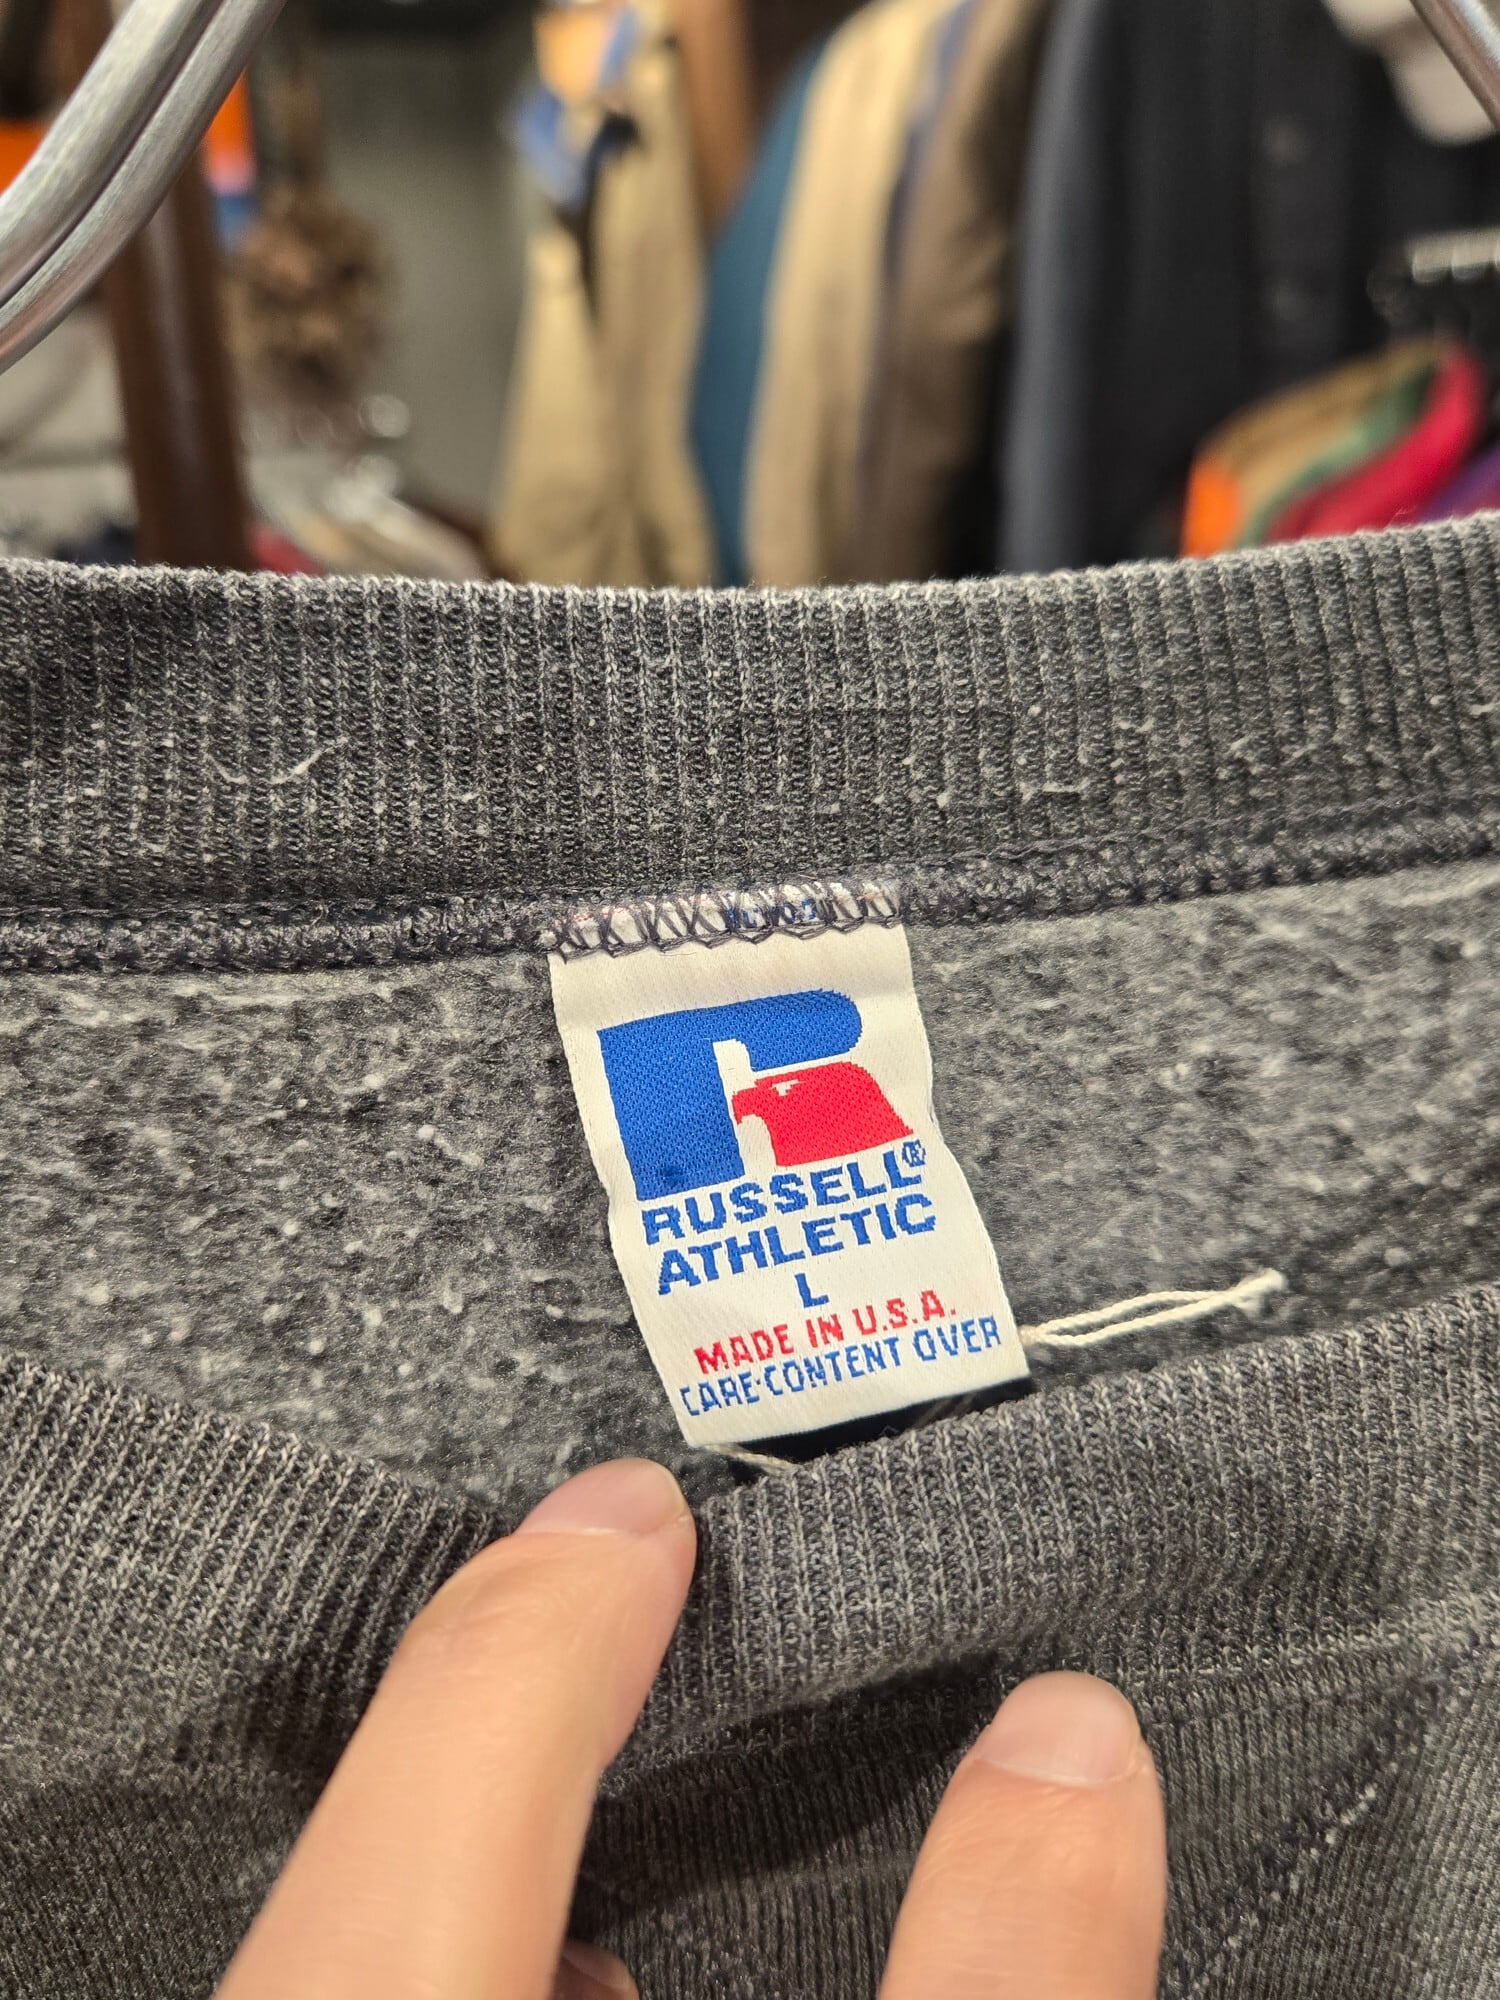 RUSSELL®
ATHLETIC
L
MADE IN U.S.A.
CARE·CONTENT OVER